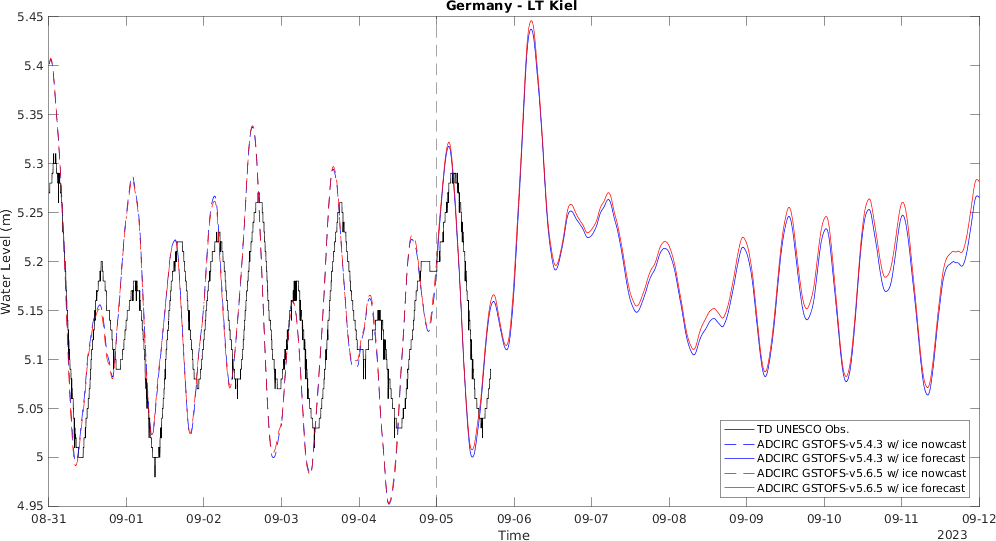 Germany - LT Kiel
5.45
5.4
5.35
5.3
5.25
5.2
5.15
5.1
5.05
5
4.95
Water Level (m)
TD UNESCO Obs.
ADCIRC GSTOFS-v5.4.3 w/ ice nowcast
ADCIRC GSTOFS-v5.4.3 w/ ice forecast
ADCIRC GSTOFS-v5.6.5 w/ ice nowcast
ADCIRC GSTOFS-v5.6.5 w/ ice forecast
08-31 09-01 09-02 09-03 09-04 09-05 09-06 09-07 09-08 09-09 09-10 09-11 09-12
Time
2023